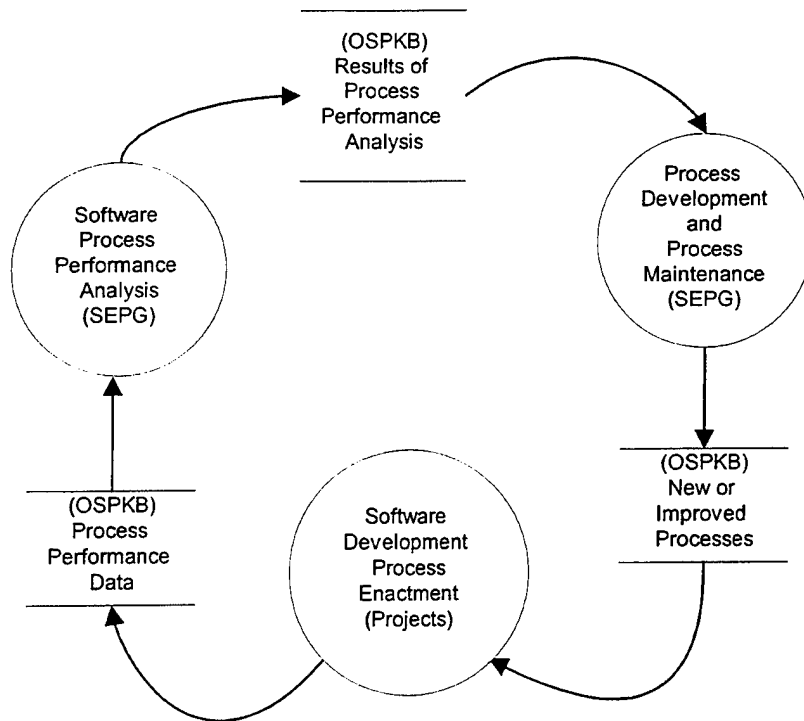 (OSPKB)
Results of
Process
Performance
Analysis
Process
Development
and
Process
Maintenance
(SEPG)
Software
Process
Performance
Analysis
(SEPG)
(OSPKB)
New or
Improved
Processes
Software
Development
Process
Enactment
(Projects)
(OSPKB)
Process
Performance
Data